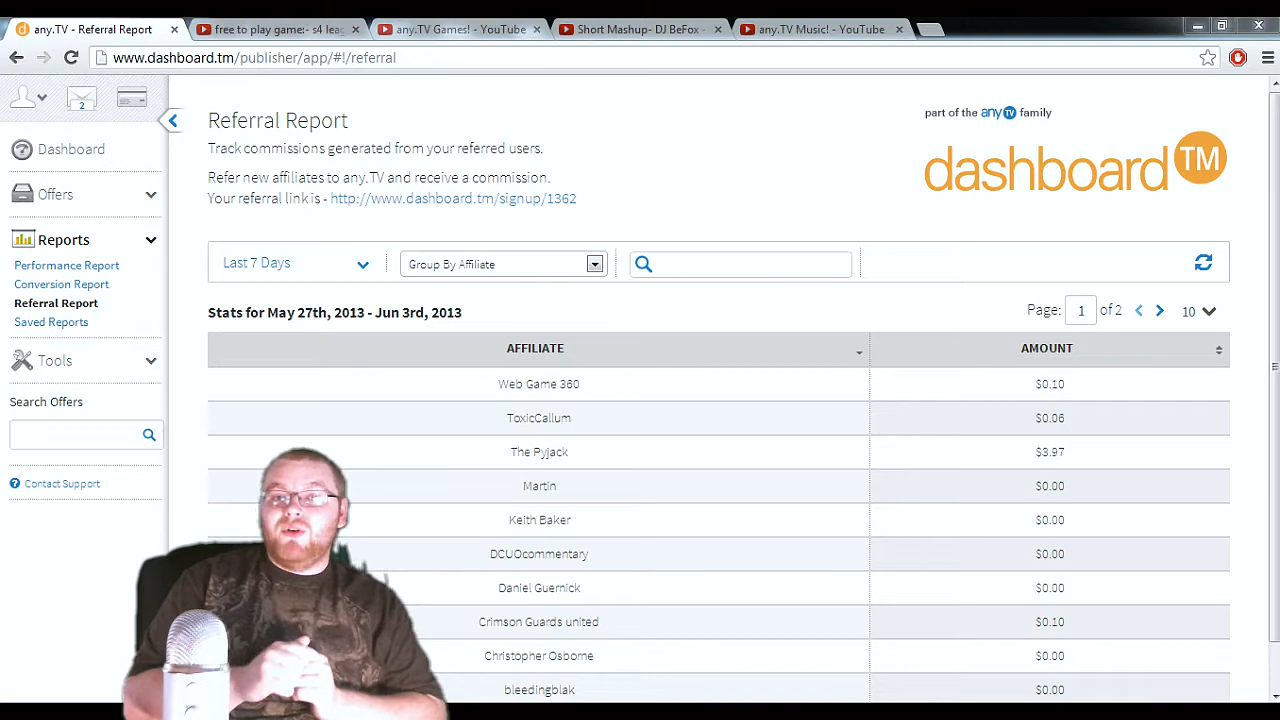 any.TV - Referral Report
free to play game:- s4 leag
any.TV Games! - YouTube
Short Mashup- DJ BeFox -
any.TV Music! - YouTube
www.dashboard.tm/publisher/app/#!/referral
2
Dashboard
Offers
Reports
Performance Report
Conversion Report
Referral Report
Saved Reports
Tools
Search Offers
Contact Support
Referral Report
Track commissions generated from your referred users.
Refer new affiliates to any.TV and receive a commission.
Your referral link is - http://www.dashboard.tm/signup/1362
part of the anyTV family
dashboard TM
Last 7 Days
Group By Affiliate
Stats for May 27th, 2013 - Jun 3rd, 2013
Page: 1 of 2
10
AFFILIATE AMOUNT
Web Game 360 $0.10
ToxicCallum $0.06
The Pyjack $3.97
Martin $0.00
Keith Baker $0.00
DCUOcommentary $0.00
Daniel Guernick $0.00
Crimson Guards united $0.10
Christopher Osborne $0.00
bleedingblak $0.00